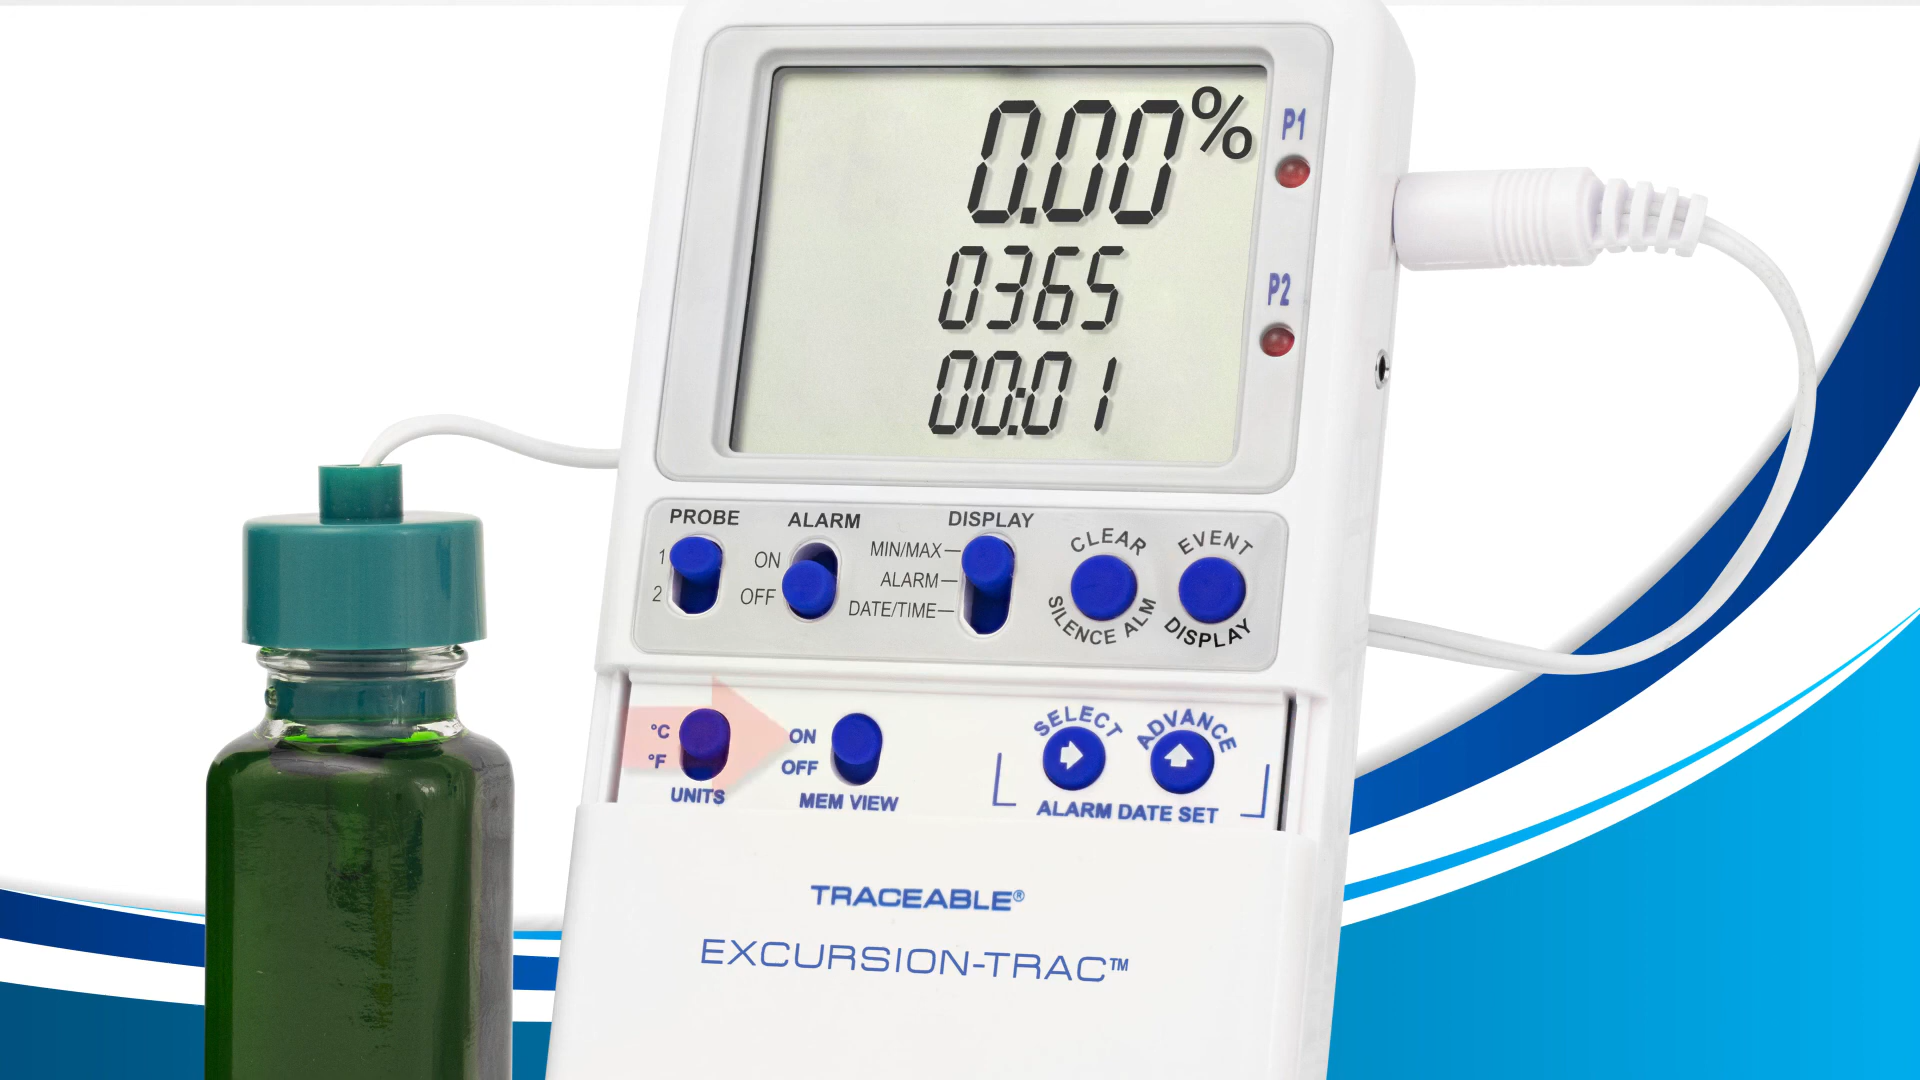 0.00%
0365
00:01
P1
P2
PROBE
1
2
ALARM
ON
OFF
DISPLAY
MIN/MAX
ALARM
DATE/TIME
CLEAR
SILENCE ALM
EVENT
DISPLAY
°C
°F
UNITS
ON
OFF
MEM VIEW
SELECT
ADVANCE
ALARM DATE SET
TRACEABLE®
EXCURSION-TRAC™